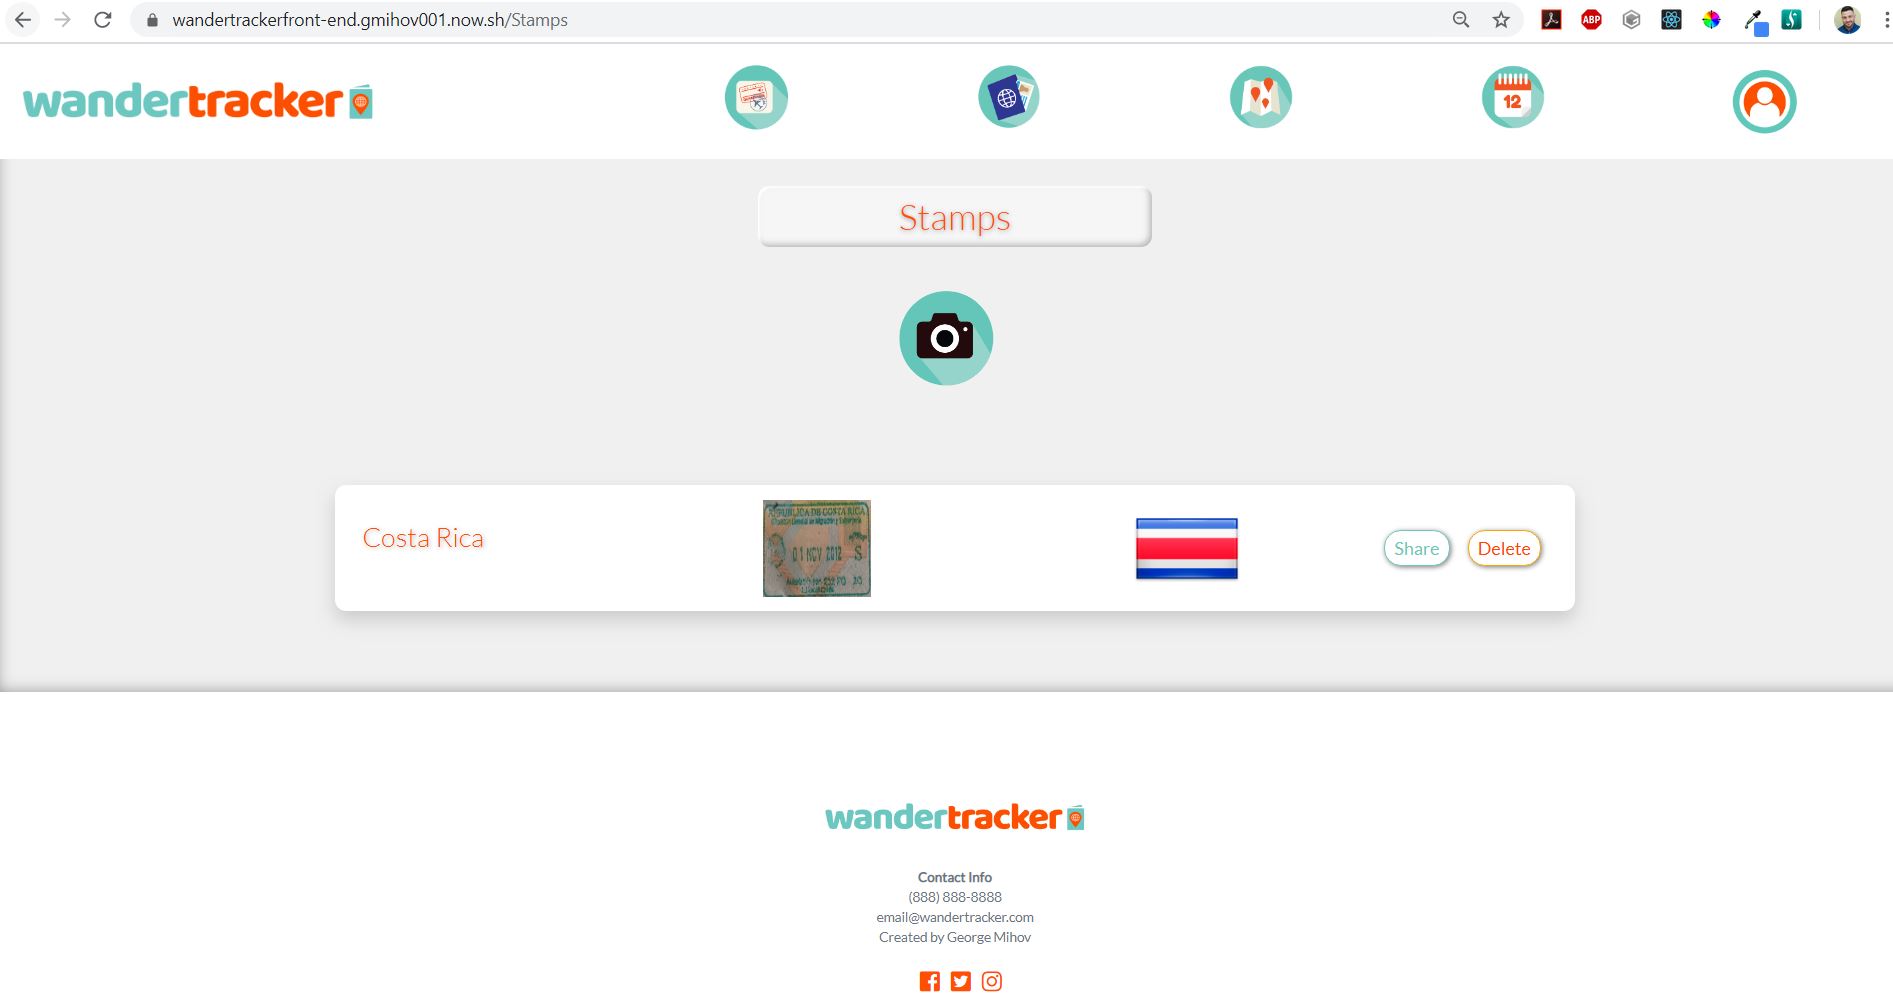 wandertrackerfront-end.gmihov001.now.sh/Stamps
ABP
wandertracker
12
Stamps
Costa Rica
REPUBLICA DE COSTA RICA
01 NOV 2012 S
Share
Delete
wandertracker
Contact Info
(888) 888-8888
email@wandertracker.com
Created by George Mihov